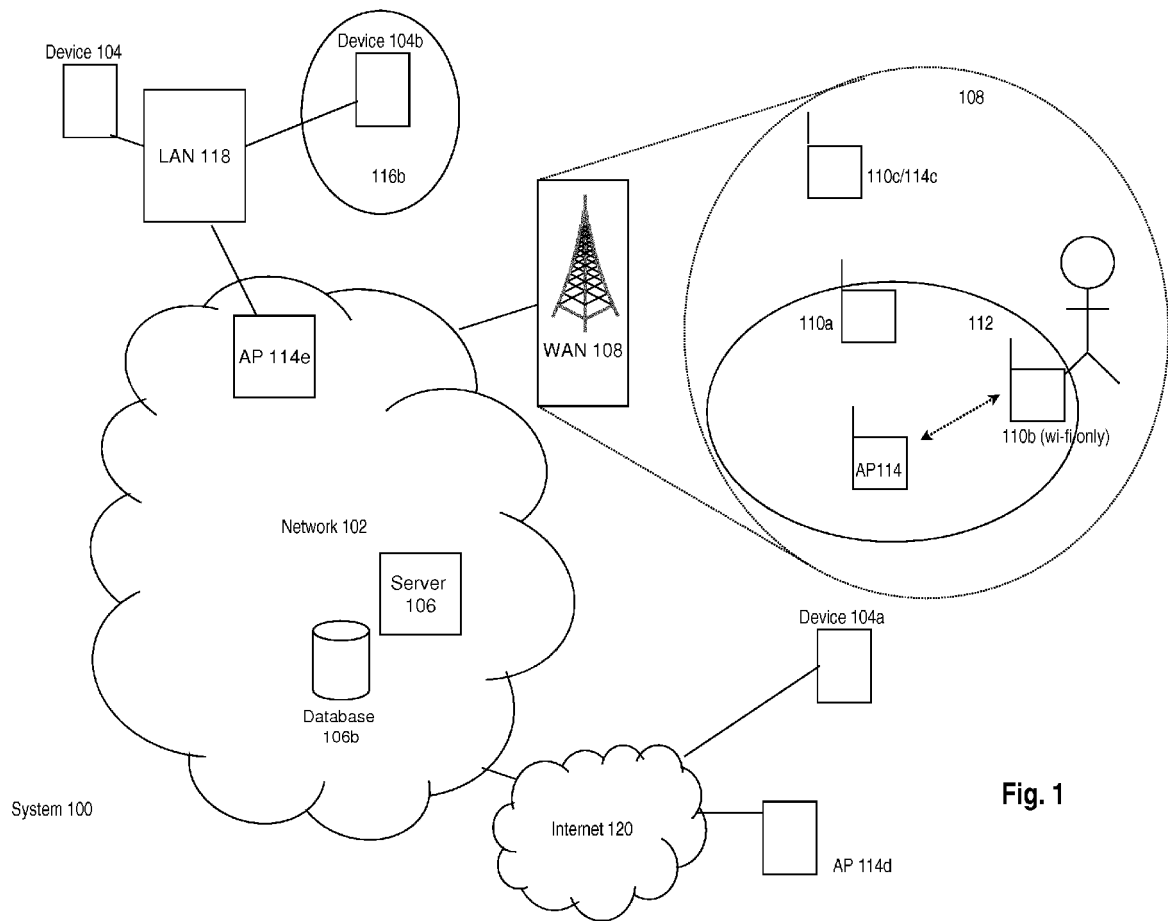 Device 104
Device 104b
LAN 118
116b
108
110c/114c
110a
112
WAN 108
110b (wi-fi only)
AP114
AP 114e
Network 102
Server
106
Database
106b
Device 104a
System 100
Internet 120
AP 114d
Fig. 1